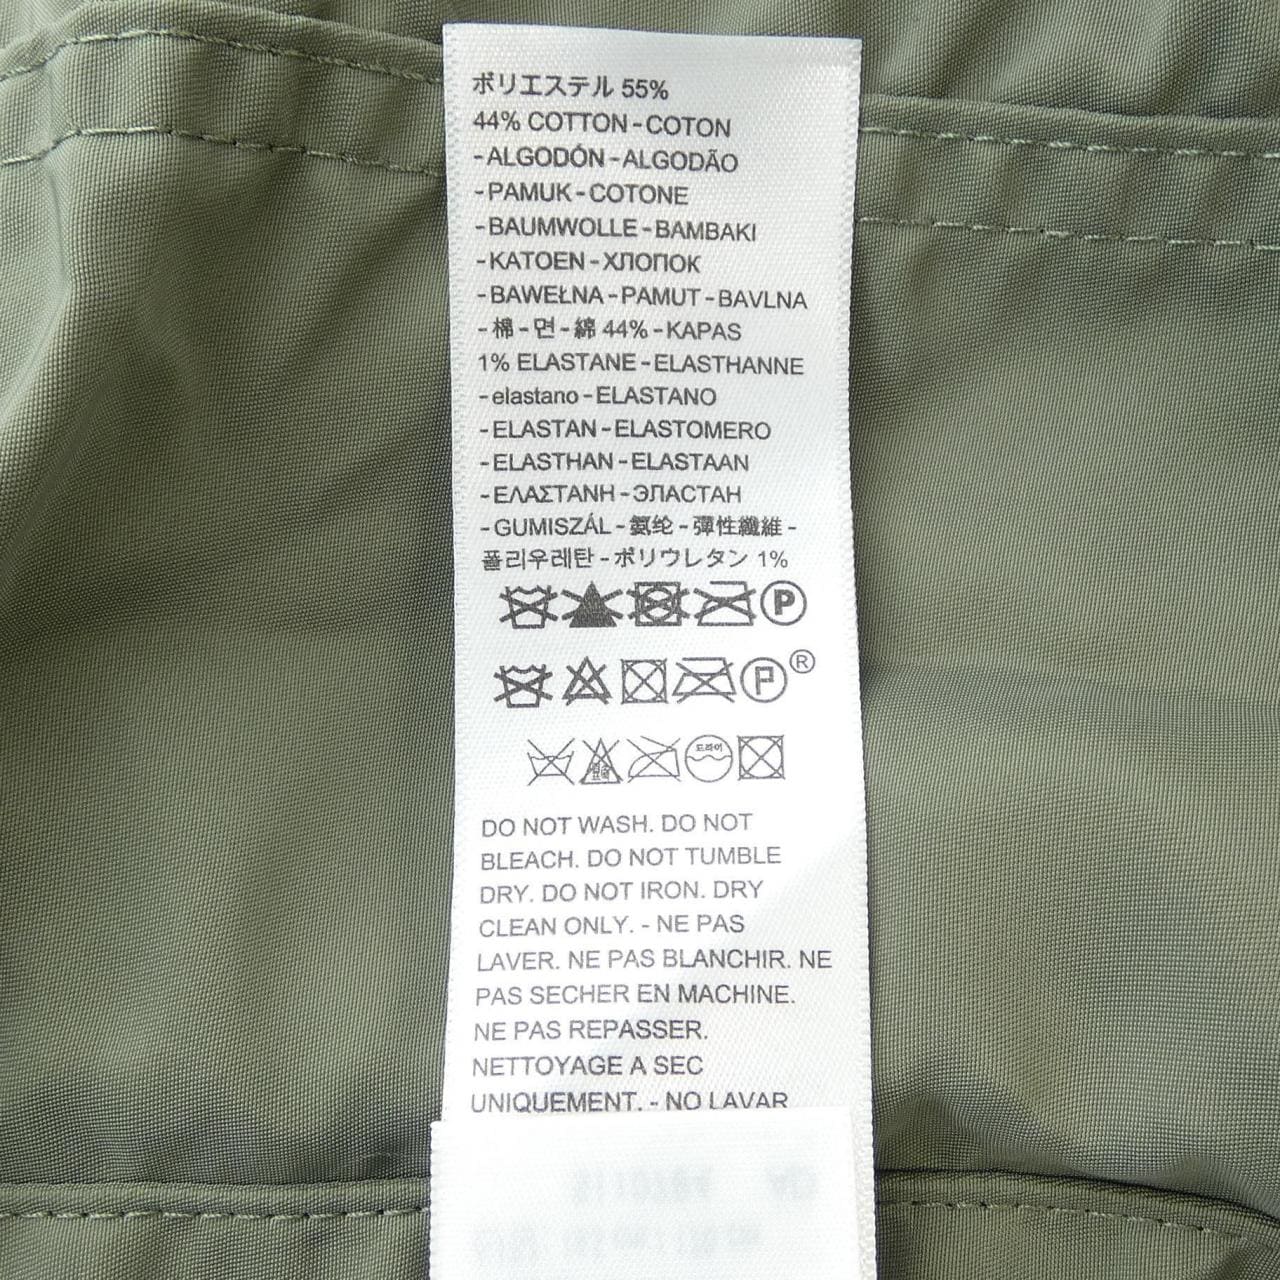 ポリエステル 55%
44% COTTON - COTON
- ALGODÓN - ALGODÃO
- PAMUK - COTONE
- BAUMWOLLE - BAMBAKI
- KATOEN - ХЛОПОК
- BAWEŁNA - PAMUT - BAVLNA
- 棉 - 면 - 綿 44% - KAPAS
1% ELASTANE - ELASTHANNE
- elastano - ELASTANO
- ELASTAN - ELASTOMERO
- ELASTHAN - ELASTAAN
- ΕΛΑΣΤΑΝΗ - ЭЛАСТАН
- GUMISZÁL - 氨纶 - 彈性纖維 -
폴리우레탄 - ポリウレタン 1%
P
P ®
드라이
DO NOT WASH. DO NOT
BLEACH. DO NOT TUMBLE
DRY. DO NOT IRON. DRY
CLEAN ONLY. - NE PAS
LAVER. NE PAS BLANCHIR. NE
PAS SECHER EN MACHINE.
NE PAS REPASSER.
NETTOYAGE A SEC
UNIQUEMENT. - NO LAVAR